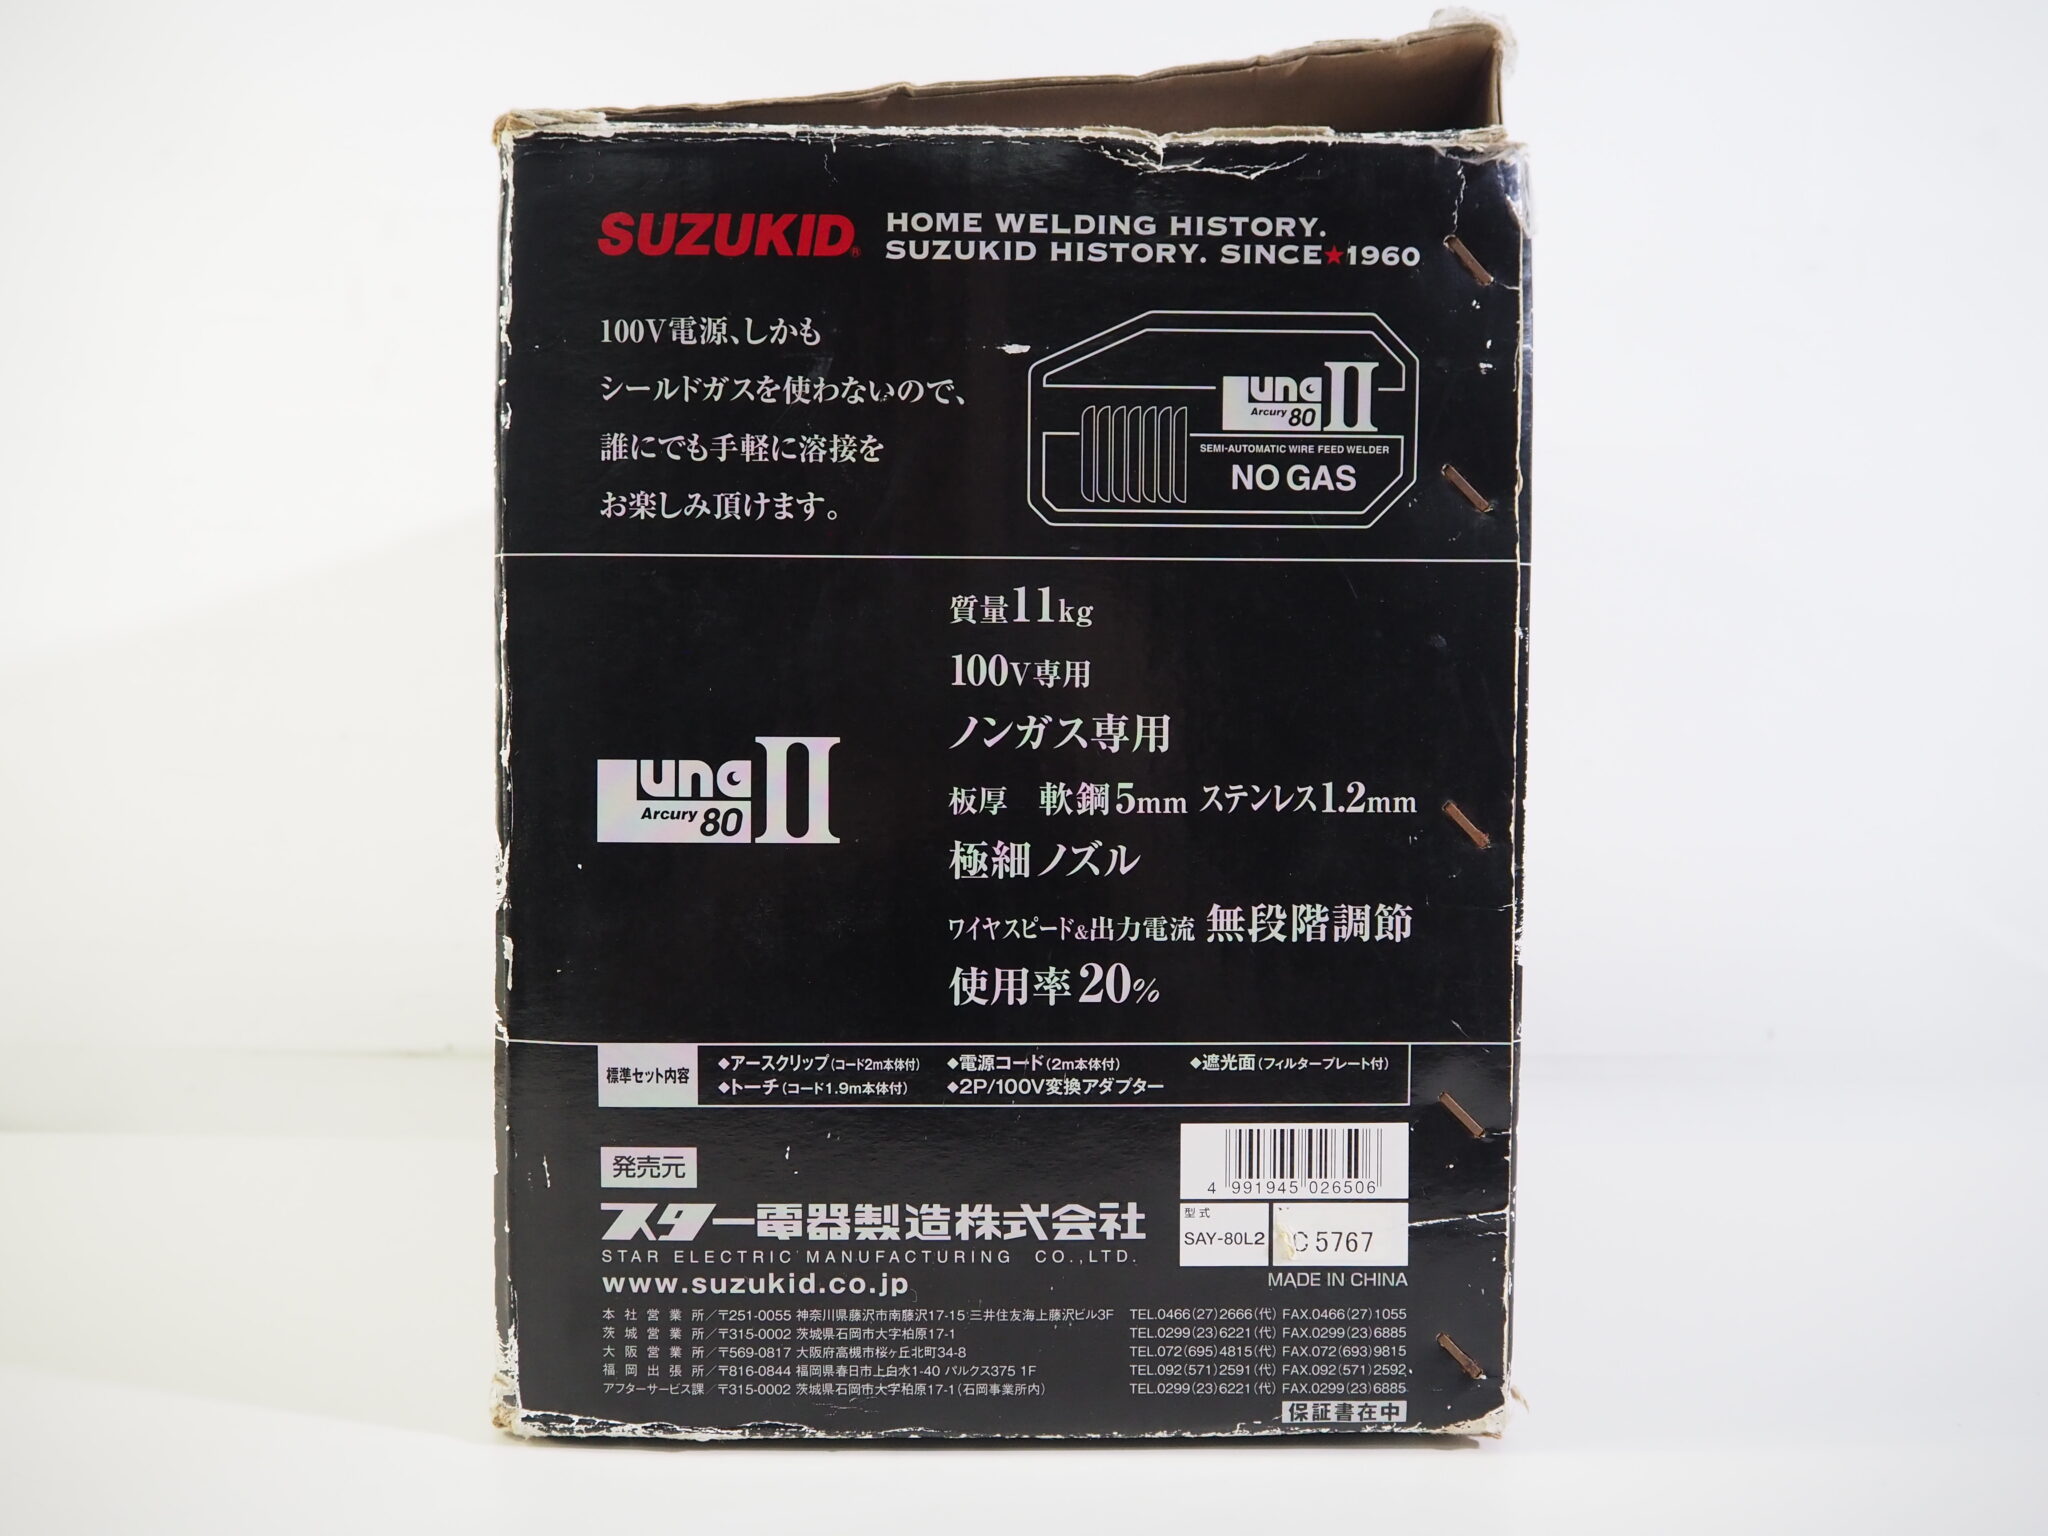 SUZUKID®
HOME WELDING HISTORY.
SUZUKID HISTORY. SINCE★1960
100V電源、しかも
シールドガスを使わないので、
誰にでも手軽に溶接を
お楽しみ頂けます。
Luna II
Arcury 80
SEMI-AUTOMATIC WIRE FEED WELDER
NO GAS
質量11kg
100V専用
ノンガス専用
板厚 軟鋼5mm ステンレス1.2mm
極細ノズル
ワイヤスピード&出力電流 無段階調節
使用率20%
Luna II
Arcury 80
標準セット内容
◆アースクリップ(コード2m本体付) ◆電源コード(2m本体付) ◆遮光面(フィルタープレート付)
◆トーチ(コード1.9m本体付) ◆2P/100V変換アダプター
発売元
スター電器製造株式会社
STAR ELECTRIC MANUFACTURING CO.,LTD.
www.suzukid.co.jp
4 991945 026506
型式
SAY-80L2
C5767
MADE IN CHINA
本社営業所/〒251-0055 神奈川県藤沢市南藤沢17-15 三井住友海上藤沢ビル3F TEL.0466(27)2666(代) FAX.0466(27)1055
茨城営業所/〒315-0002 茨城県石岡市大字柏原17-1 TEL.0299(23)6221(代) FAX.0299(23)6885
大阪営業所/〒569-0817 大阪府高槻市桜ヶ丘北町34-8 TEL.072(695)4815(代) FAX.072(693)9815
福岡出張所/〒816-0844 福岡県春日市上白水1-40 パルクス375 1F TEL.092(571)2591(代) FAX.092(571)2592
アフターサービス課/〒315-0002 茨城県石岡市大字柏原17-1(石岡事業所内) TEL.0299(23)6221(代) FAX.0299(23)6885
保証書在中